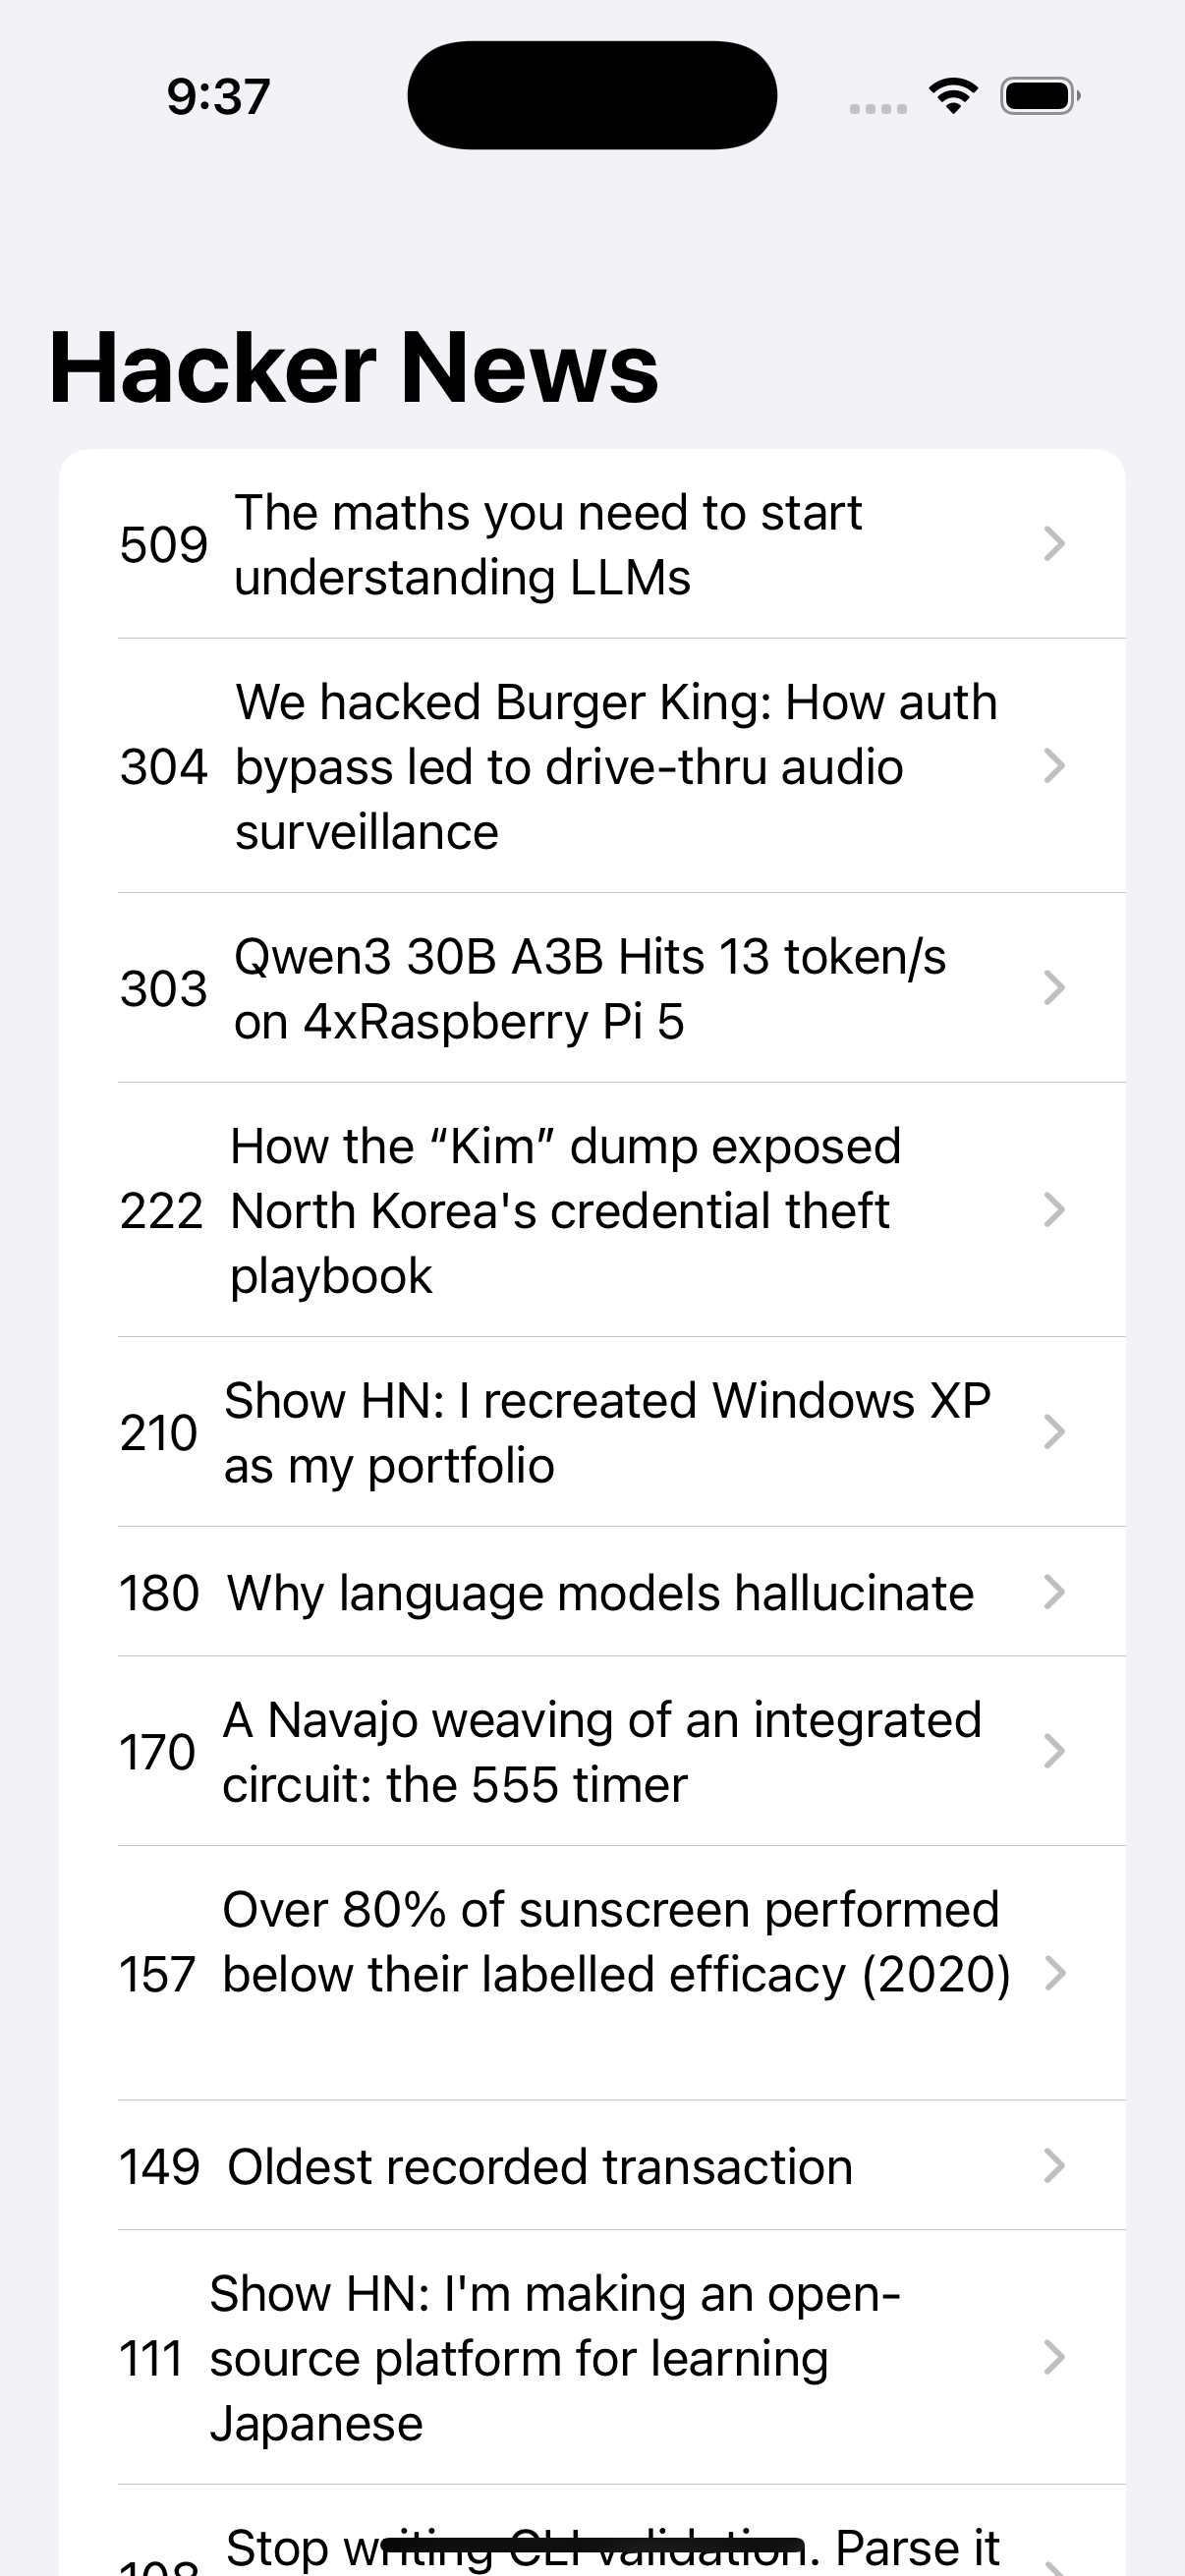 9:37
Hacker News
509
The maths you need to start
understanding LLMs
304
We hacked Burger King: How auth
bypass led to drive-thru audio
surveillance
303
Qwen3 30B A3B Hits 13 token/s
on 4xRaspberry Pi 5
222
How the “Kim” dump exposed
North Korea's credential theft
playbook
210
Show HN: I recreated Windows XP
as my portfolio
180
Why language models hallucinate
170
A Navajo weaving of an integrated
circuit: the 555 timer
157
Over 80% of sunscreen performed
below their labelled efficacy (2020)
149
Oldest recorded transaction
111
Show HN: I'm making an open-
source platform for learning
Japanese
108
Stop writing CLI validation. Parse it